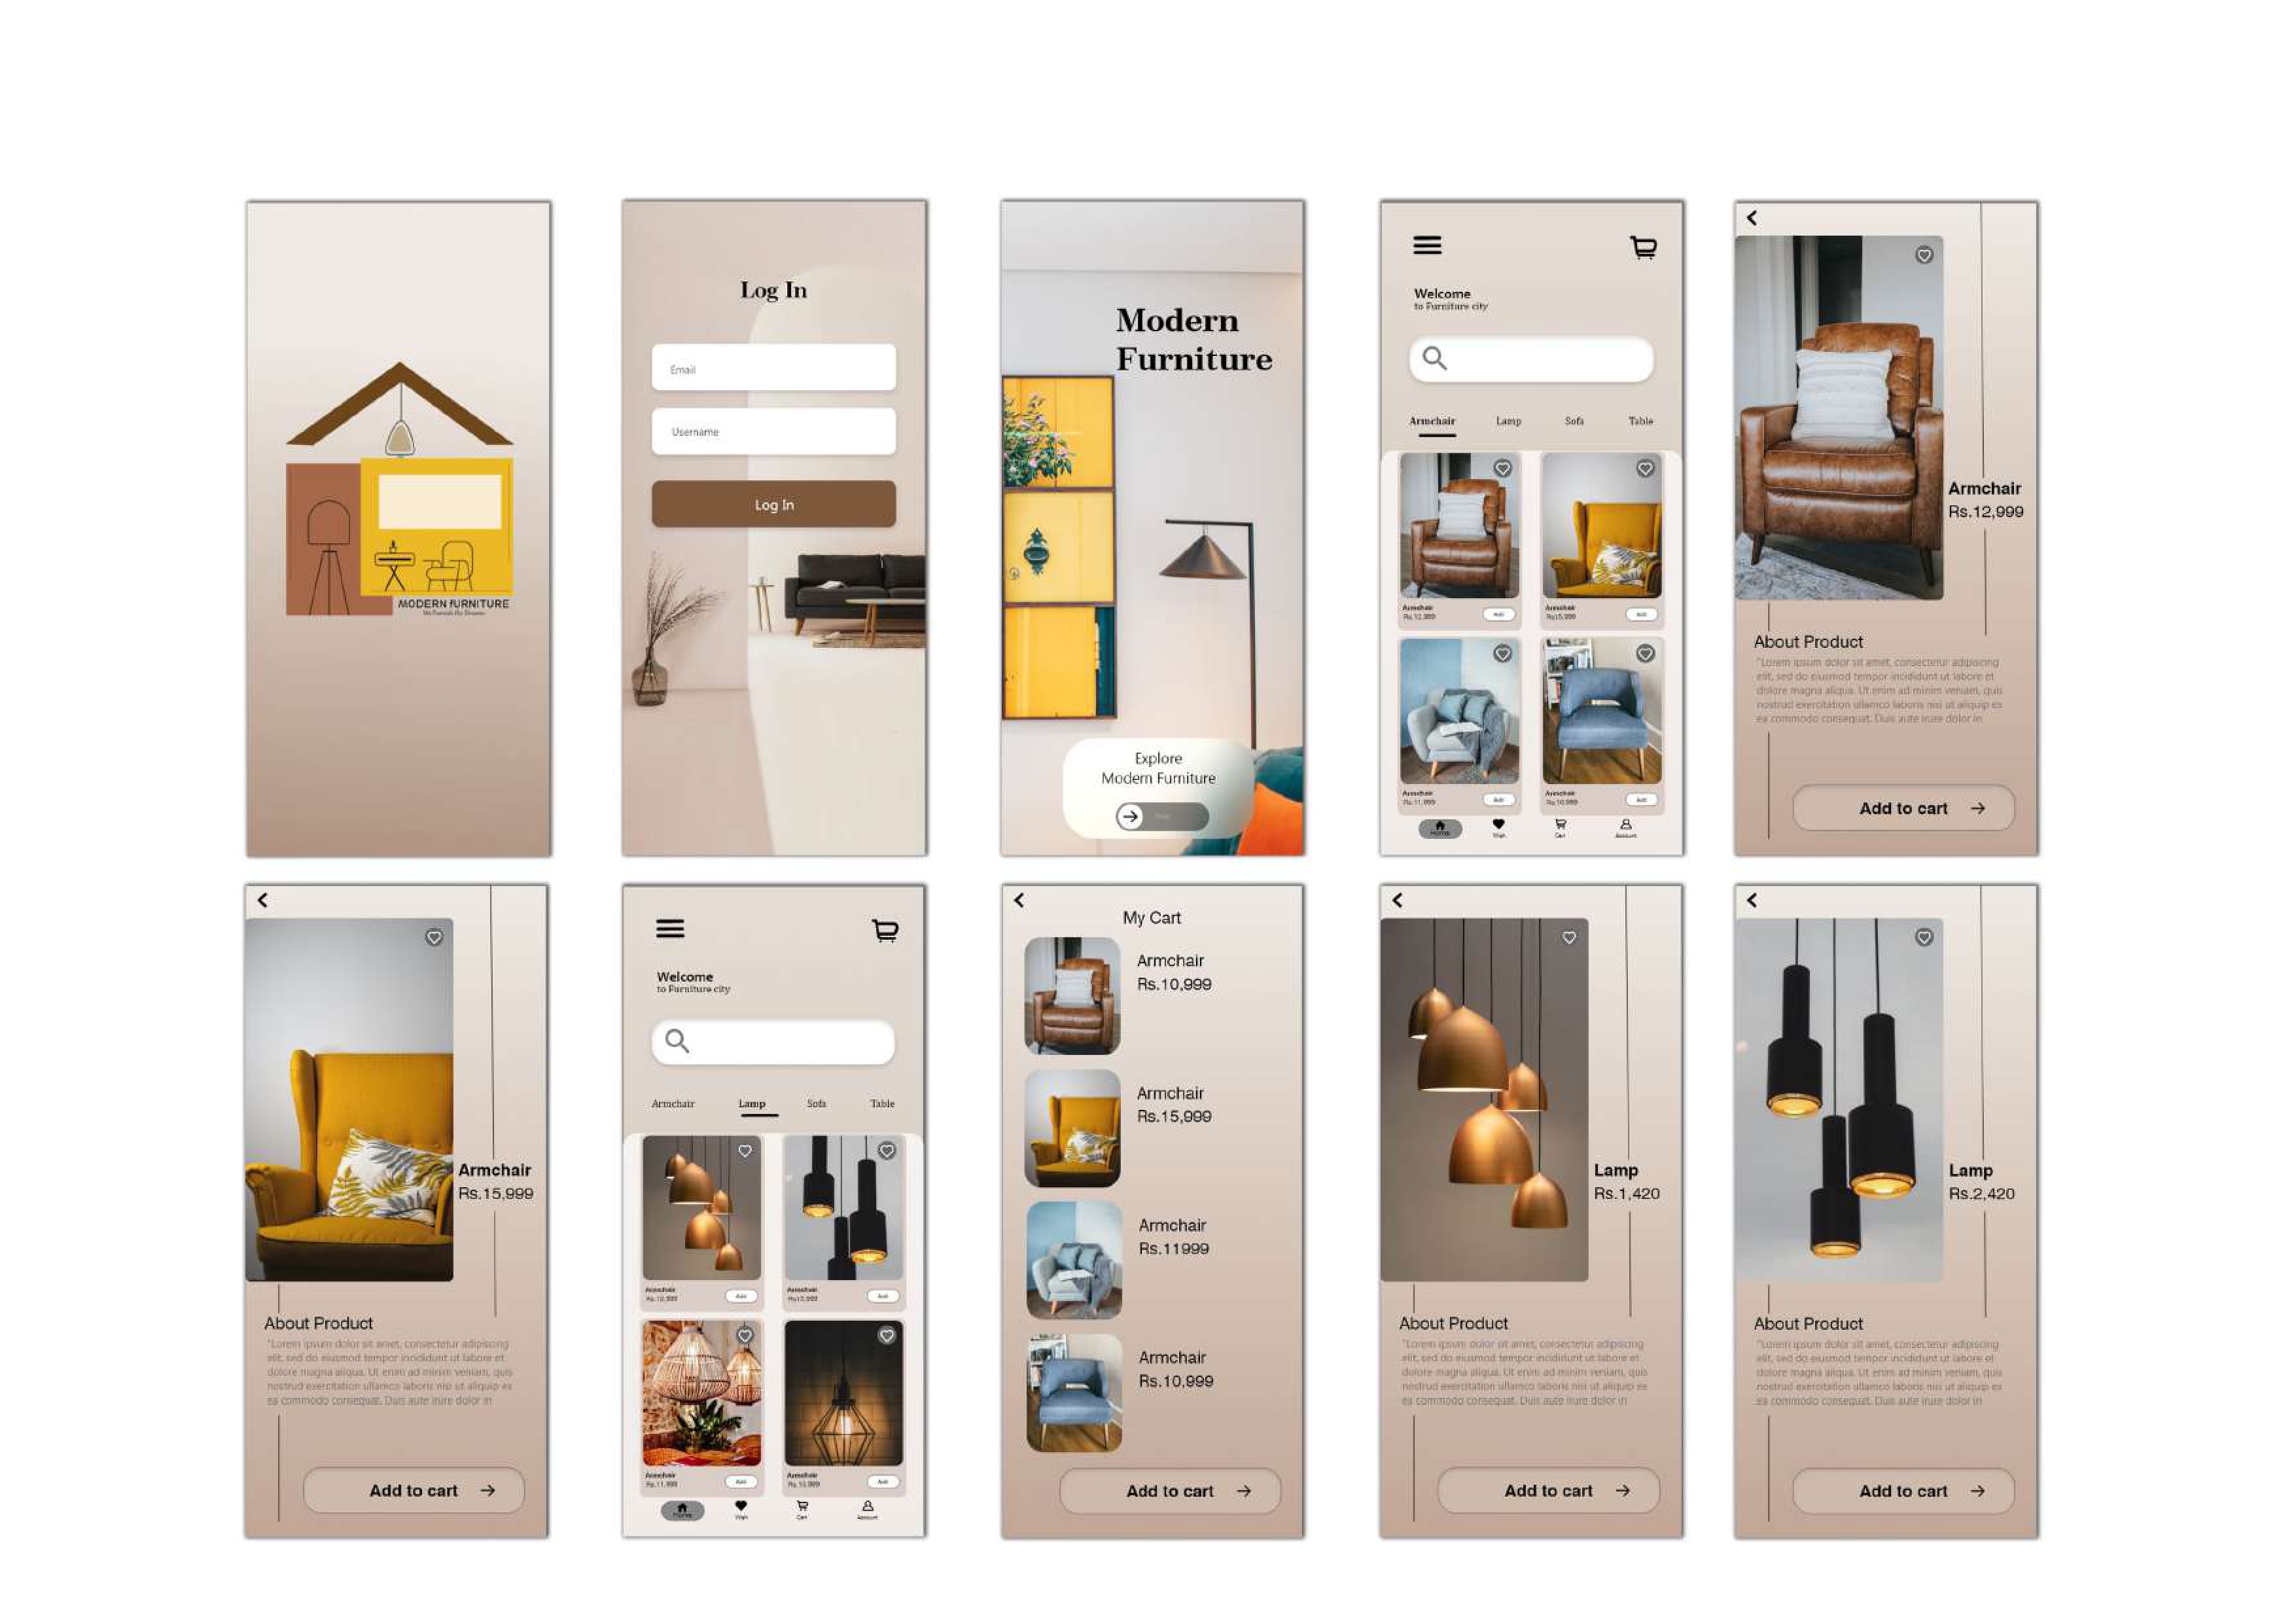 MODERN fURNITURE
We Furnish the Dreams
Log In
Email
Username
Log In
Modern
Furniture
Explore
Modern Furniture
Welcome
to Furniture city
Armchair Lamp Sofa Table
Armchair
Rs.12,999
Add
Armchair
Rs.15,999
Add
Armchair
Rs.11,999
Add
Armchair
Rs.10,999
Add
Home Wish Cart Account
Armchair
Rs.12,999
About Product
"Lorem ipsum dolor sit amet, consectetur adipiscing
elit, sed do eiusmod tempor incididunt ut labore et
dolore magna aliqua. Ut enim ad minim veniam, quis
nostrud exercitation ullamco laboris nisi ut aliquip ex
ea commodo consequat. Duis aute irure dolor in
Add to cart →
Armchair
Rs.15,999
About Product
"Lorem ipsum dolor sit amet, consectetur adipiscing
elit, sed do eiusmod tempor incididunt ut labore et
dolore magna aliqua. Ut enim ad minim veniam, quis
nostrud exercitation ullamco laboris nisi ut aliquip ex
ea commodo consequat. Duis aute irure dolor in
Add to cart →
Welcome
to Furniture city
Armchair Lamp Sofa Table
Armchair
Rs.12,999
Add
Armchair
Rs.15,999
Add
Armchair
Rs.11,999
Add
Armchair
Rs.10,999
Add
Home Wish Cart Account
My Cart
Armchair
Rs.10,999
Armchair
Rs.15,999
Armchair
Rs.11999
Armchair
Rs.10,999
Add to cart →
Lamp
Rs.1,420
About Product
"Lorem ipsum dolor sit amet, consectetur adipiscing
elit, sed do eiusmod tempor incididunt ut labore et
dolore magna aliqua. Ut enim ad minim veniam, quis
nostrud exercitation ullamco laboris nisi ut aliquip ex
ea commodo consequat. Duis aute irure dolor in
Add to cart →
Lamp
Rs.2,420
About Product
"Lorem ipsum dolor sit amet, consectetur adipiscing
elit, sed do eiusmod tempor incididunt ut labore et
dolore magna aliqua. Ut enim ad minim veniam, quis
nostrud exercitation ullamco laboris nisi ut aliquip ex
ea commodo consequat. Duis aute irure dolor in
Add to cart →